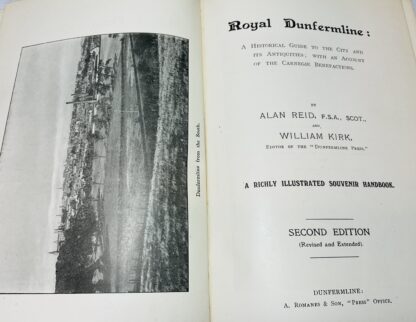 Dunfermline from the South.
Royal Dunfermline:
A Historical Guide to the City and
its Antiquities; with an Account
of the Carnegie Benefactions.
BY
ALAN REID, F.S.A., SCOT.,
AND
WILLIAM KIRK,
Editor of the "Dunfermline Press."
A RICHLY ILLUSTRATED SOUVENIR HANDBOOK.
SECOND EDITION
(Revised and Extended).
DUNFERMLINE:
A. Romanes & Son, "Press" Office.